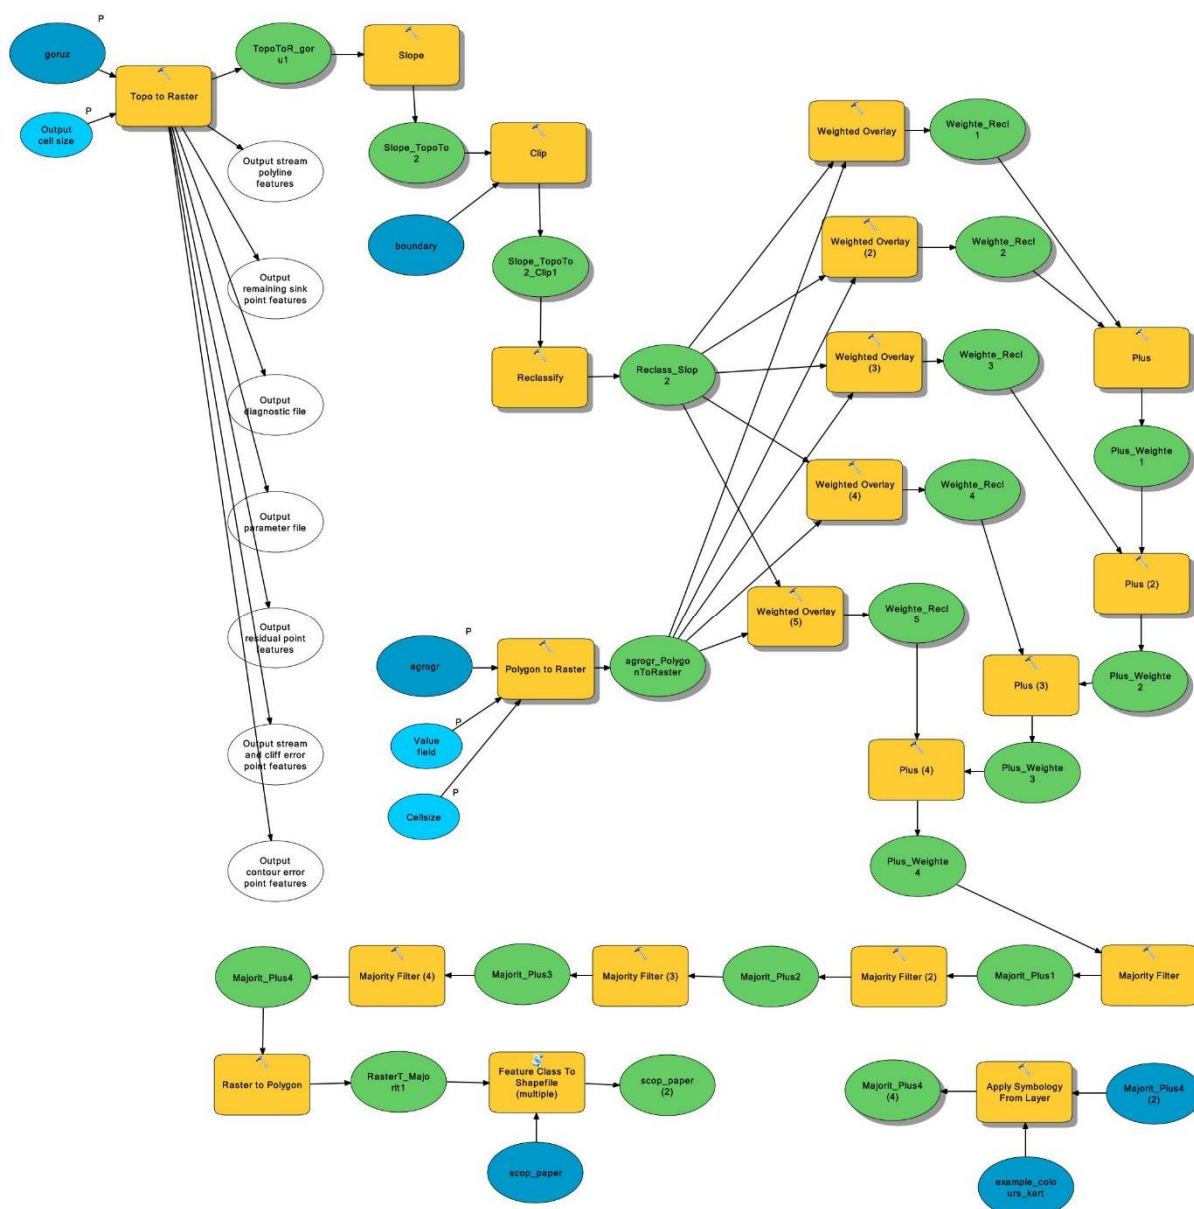 P
goruz
Output
cell size
P
Topo to Raster
TopoToR_gor
u1
Slope
Slope_TopoTo
2
Clip
boundary
Slope_TopoTo
2_Clip1
Reclassify
Reclass_Slop
2
Output stream
polyline
features
Output
remaining sink
point features
Output
diagnostic file
Output
parameter file
Output
residual point
features
Output stream
and cliff error
point features
Output
contour error
point features
Weighted Overlay
Weighte_Recl
1
Weighted Overlay
(2)
Weighte_Recl
2
Weighted Overlay
(3)
Weighte_Recl
3
Weighted Overlay
(4)
Weighte_Recl
4
Weighted Overlay
(5)
Weighte_Recl
5
Plus
Plus_Weighte
1
Plus (2)
Plus_Weighte
2
Plus (3)
Plus_Weighte
3
Plus (4)
Plus_Weighte
4
P
agrogr
Polygon to Raster
agrogr_Polygo
nToRaster
P
Value
field
P
Cellsize
Majorit_Plus4
Majority Filter (4)
Majorit_Plus3
Majority Filter (3)
Majorit_Plus2
Majority Filter (2)
Majorit_Plus1
Majority Filter
Raster to Polygon
RasterT_Majo
rit1
Feature Class To
Shapefile
(multiple)
scop_paper
(2)
scop_paper
Majorit_Plus4
(4)
Apply Symbology
From Layer
Majorit_Plus4
(2)
example_colo
urs_kart